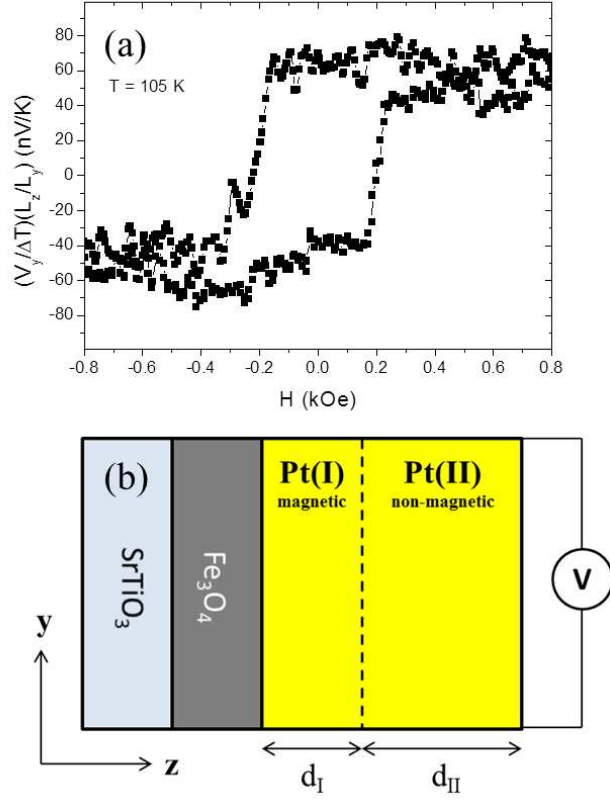 (a)
T = 105 K
80
60
40
20
0
-20
-40
-60
-80
(V_y/ΔT)(L_z/L_y) (nV/K)
-0.8 -0.6 -0.4 -0.2 0.0 0.2 0.4 0.6 0.8
H (kOe)
(b)
SrTiO₃
Fe₃O₄
Pt(I)
magnetic
Pt(II)
non-magnetic
V
y
z
d_I
d_II